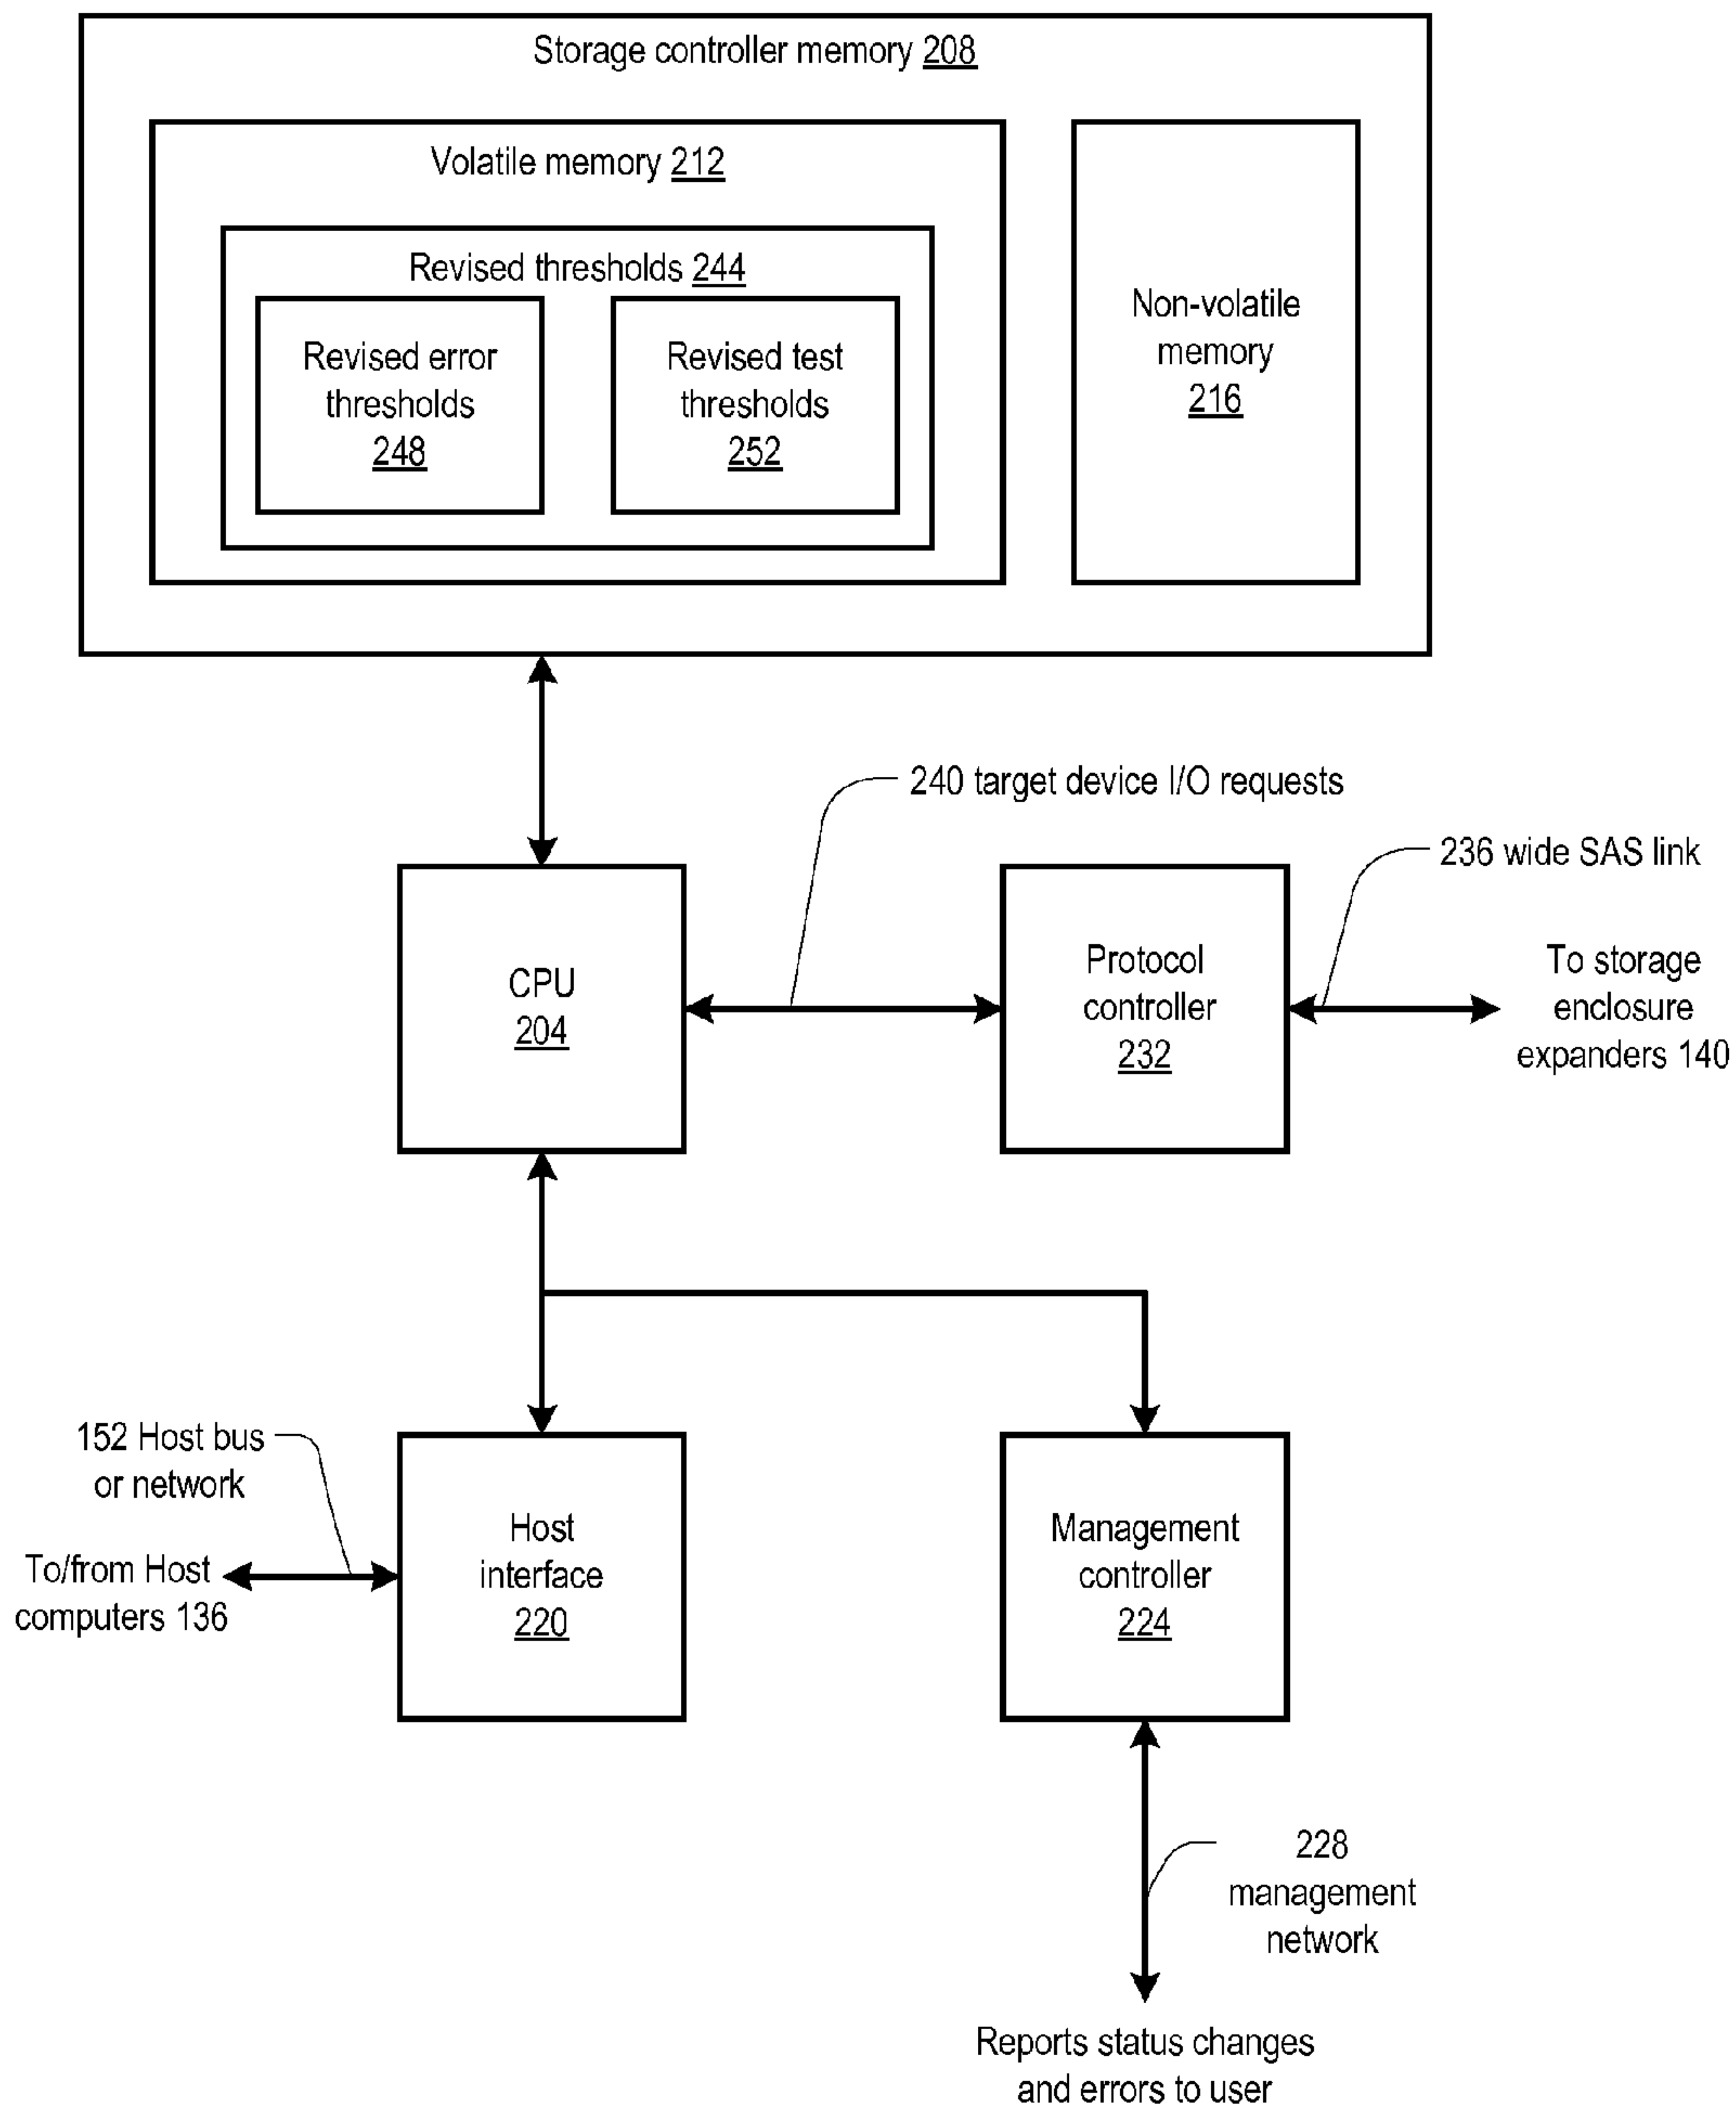 Storage controller memory 208
Volatile memory 212
Revised thresholds 244
Revised error
thresholds
248
Revised test
thresholds
252
Non-volatile
memory
216
240 target device I/O requests
236 wide SAS link
CPU
204
Protocol
controller
232
To storage
enclosure
expanders 140
152 Host bus
or network
To/from Host
computers 136
Host
interface
220
Management
controller
224
228
management
network
Reports status changes
and errors to user